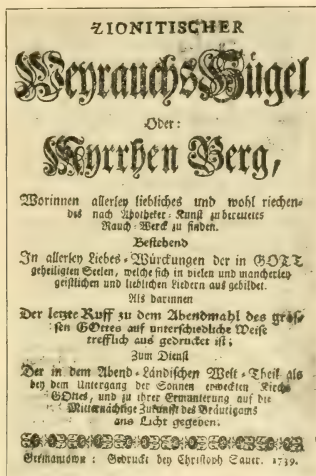 ZIONITISCHER
Weyrauchs Hügel
Oder:
Myrrhen Berg,
Worinnen allerley liebliches und wohl riechen-
des nach Apotheker-Kunst zubereitetes
Rauch-Werck zu finden.
Bestehend
In allerley Liebes-Würckungen der in GOTT
geheiligten Seelen, welche sich in vielen und mancherley
geistlichen und lieblichen Liedern aus gebildet.
Als darinnen
Der letzte Ruff zu dem Abendmahl des gros-
sen GOttes auf unterschiedliche Weise
trefflich aus gedrucket ist;
Zum Dienst
Der in dem Abend-Ländischen Welt-Theil als
bey dem Untergang der Sonnen erweckten Kirche
GOttes, und zu ihrer Ermunterung auf die
Mitternächtige Zukunfft des Bräutigams
ans Licht gegeben.
Germantown: Gedruckt bey Christoph Sauer. 1739.